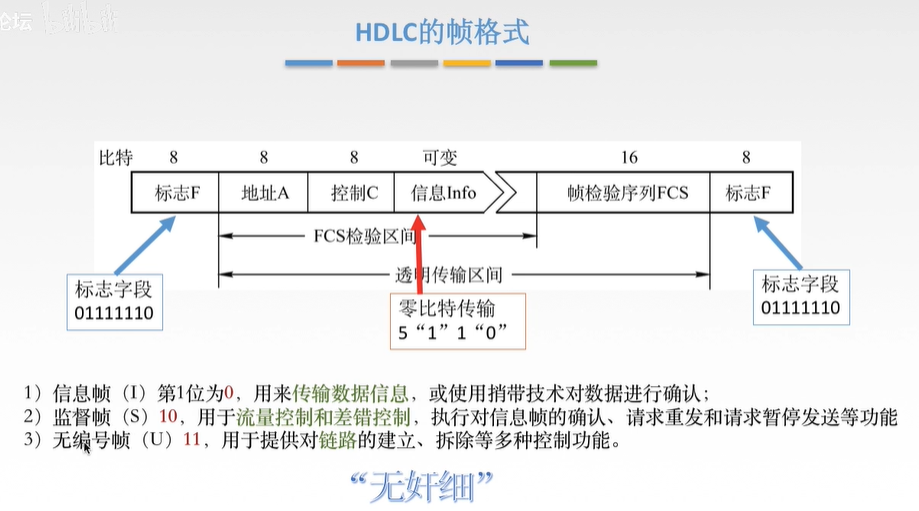 论坛
HDLC的帧格式
比特 8 8 8 可变 16 8
标志F 地址A 控制C 信息Info 帧检验序列FCS 标志F
FCS检验区间
透明传输区间
标志字段
01111110
零比特传输
5“1”1“0”
标志字段
01111110
1）信息帧（I）第1位为0，用来传输数据信息，或使用捎带技术对数据进行确认；
2）监督帧（S）10，用于流量控制和差错控制，执行对信息帧的确认、请求重发和请求暂停发送等功能
3）无编号帧（U）11，用于提供对链路的建立、拆除等多种控制功能。
“无奸细”